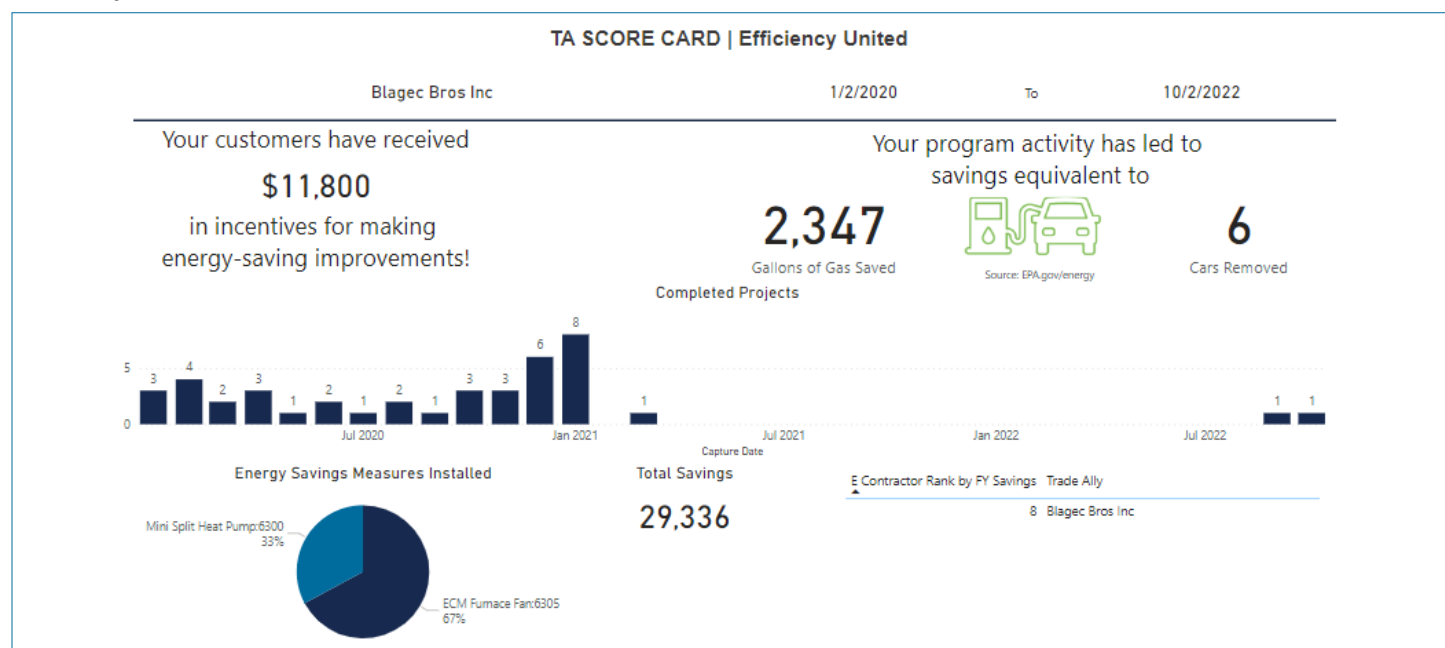 TA SCORE CARD | Efficiency United
Blagec Bros Inc 1/2/2020 To 10/2/2022
Your customers have received
$11,800
in incentives for making
energy-saving improvements!
Your program activity has led to
savings equivalent to
2,347
Gallons of Gas Saved
Source: EPA.gov/energy
6
Cars Removed
Completed Projects
5
0
3 4 2 3 1 2 1 2 1 3 3 6 8 1 1 1
Jul 2020 Jan 2021 Jul 2021 Jan 2022 Jul 2022
Capture Date
Energy Savings Measures Installed
Mini Split Heat Pump:6300
33%
ECM Furnace Fan:6305
67%
Total Savings
29,336
E Contractor Rank by FY Savings Trade Ally
8 Blagec Bros Inc